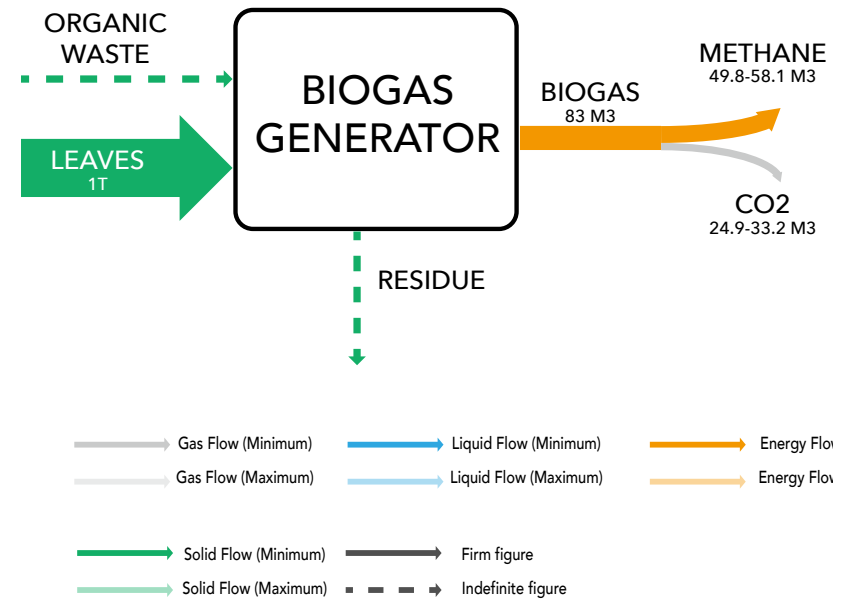 ORGANIC
WASTE
LEAVES
1T
BIOGAS
GENERATOR
BIOGAS
83 M3
METHANE
49.8-58.1 M3
CO2
24.9-33.2 M3
RESIDUE
Gas Flow (Minimum)
Liquid Flow (Minimum)
Energy
Gas Flow (Maximum)
Liquid Flow (Maximum)
Energy
Solid Flow (Minimum)
Firm figure
Solid Flow (Maximum)
Indefinite figure